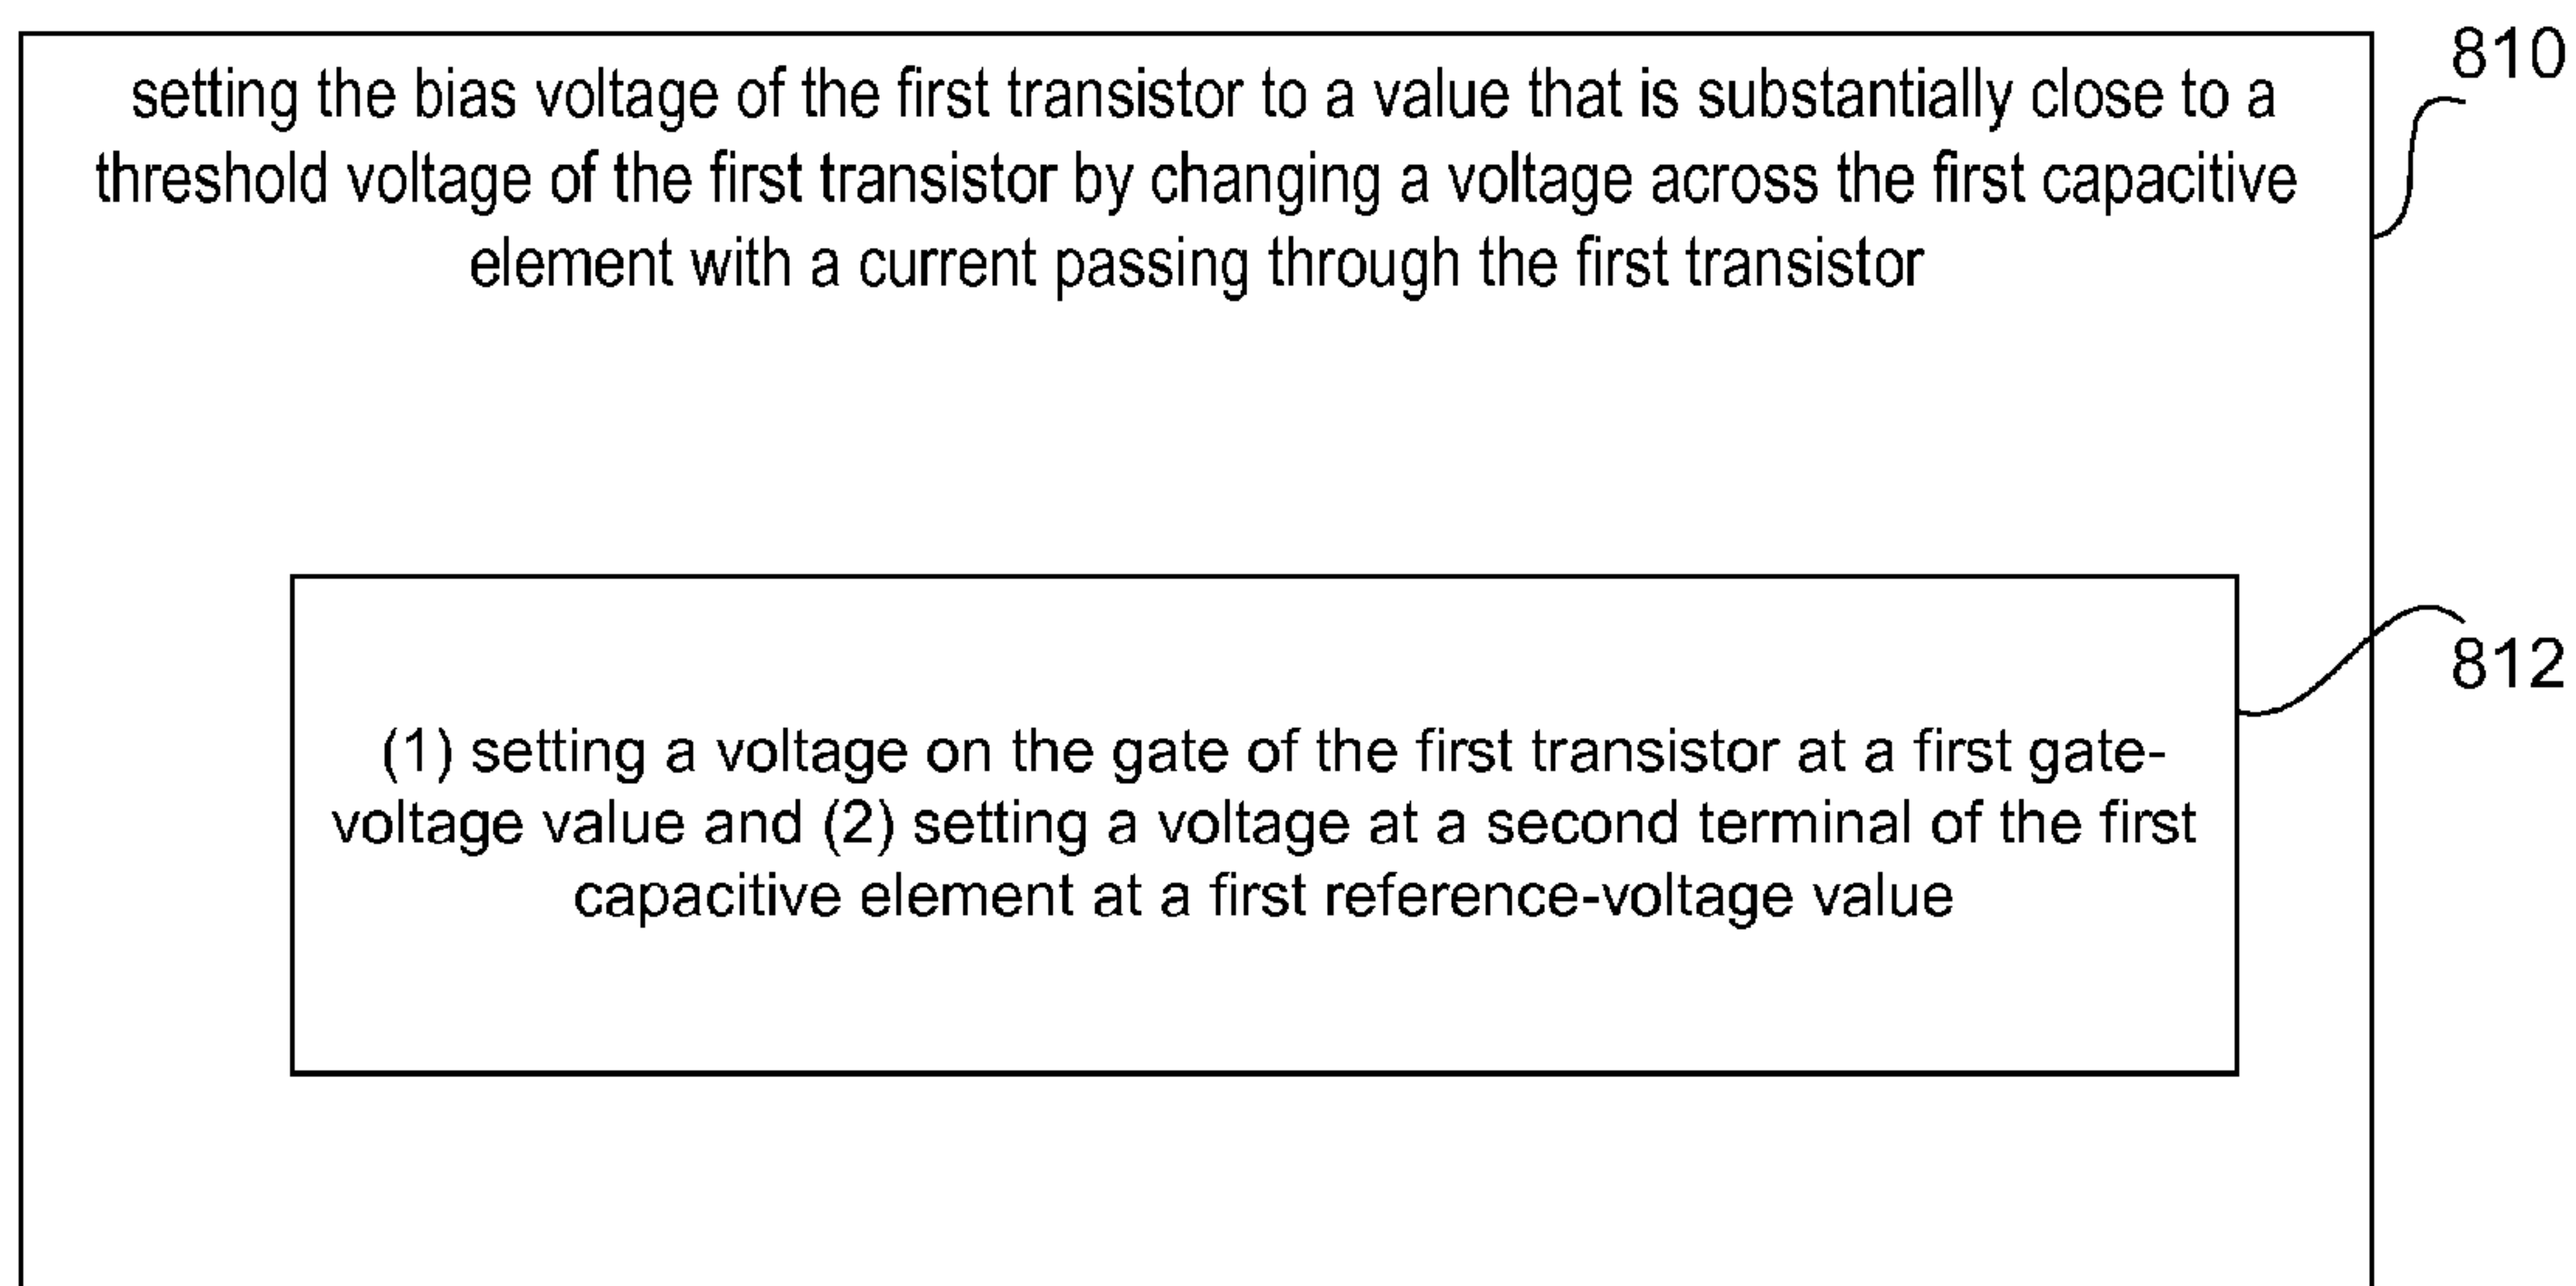 810
setting the bias voltage of the first transistor to a value that is substantially close to a
threshold voltage of the first transistor by changing a voltage across the first capacitive
element with a current passing through the first transistor
812
(1) setting a voltage on the gate of the first transistor at a first gate-
voltage value and (2) setting a voltage at a second terminal of the first
capacitive element at a first reference-voltage value